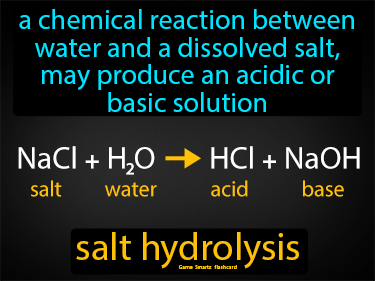 a chemical reaction between
water and a dissolved salt,
may produce an acidic or
basic solution
NaCl + H₂O → HCl + NaOH
salt water acid base
salt hydrolysis
Game Smartz flashcard